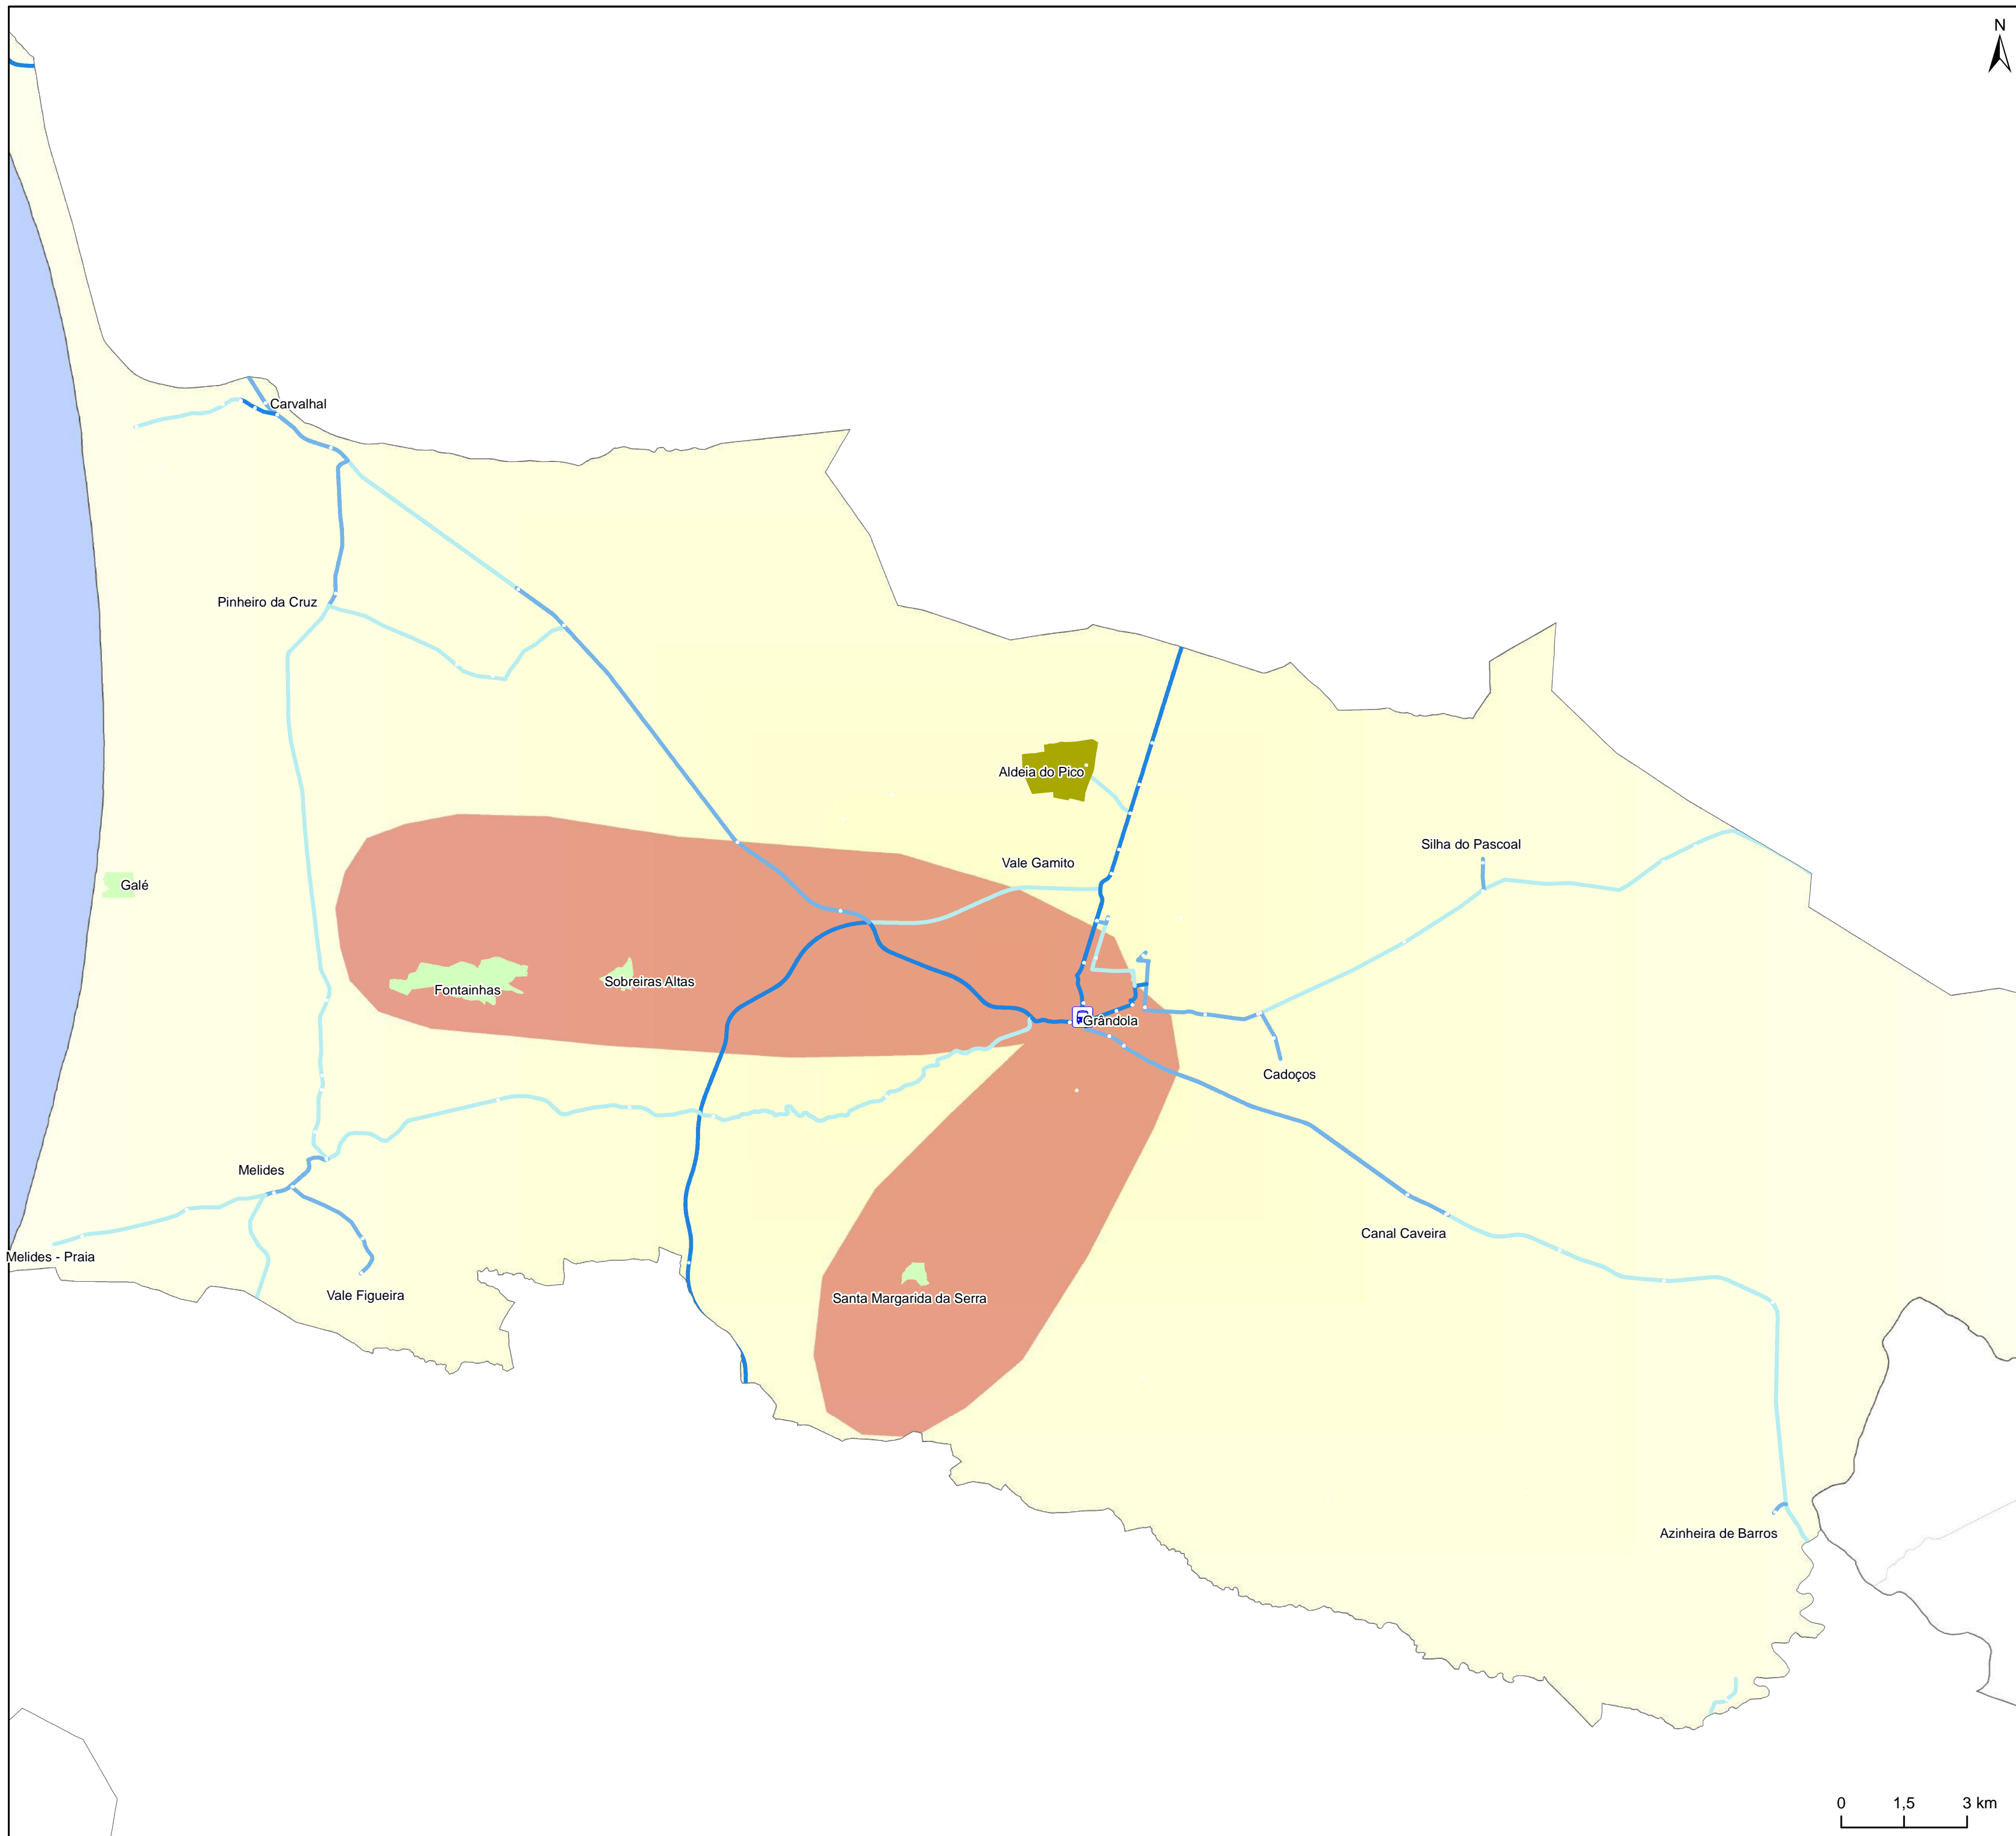 N
Carvalhal
Pinheiro da Cruz
Aldeia do Pico
Silha do Pascoal
Vale Gamito
Galé
Sobreiras Altas
Fontainhas
Grândola
Cadoços
Melides
Canal Caveira
Melides - Praia
Vale Figueira
Santa Margarida da Serra
Azinheira de Barros
0 1,5 3 km